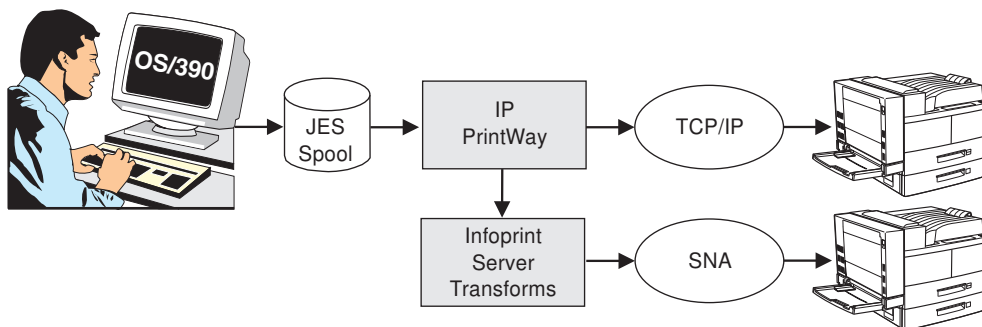 OS/390
JES
Spool
IP
PrintWay
TCP/IP
Infoprint
Server
Transforms
SNA